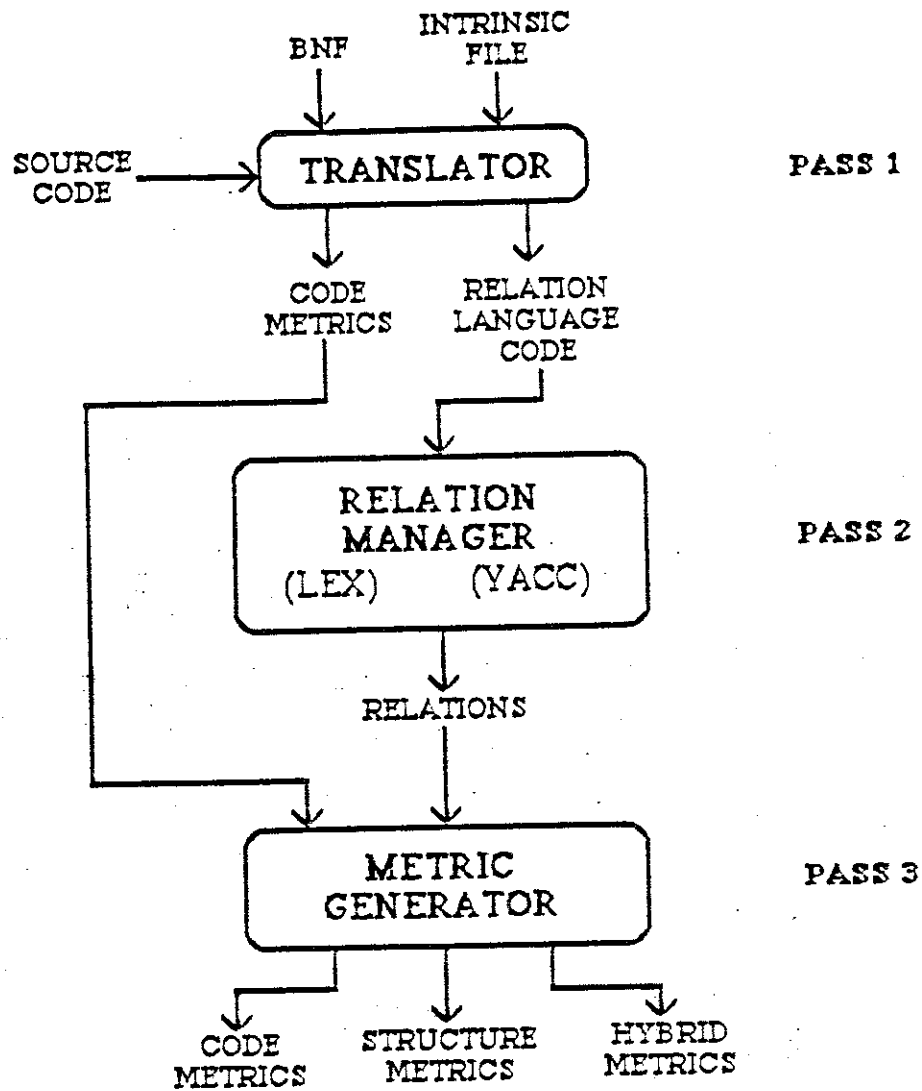 BNF
INTRINSIC
FILE
SOURCE
CODE
TRANSLATOR
PASS 1
CODE
METRICS
RELATION
LANGUAGE
CODE
RELATION
MANAGER
(LEX) (YACC)
PASS 2
RELATIONS
METRIC
GENERATOR
PASS 3
CODE
METRICS
STRUCTURE
METRICS
HYBRID
METRICS